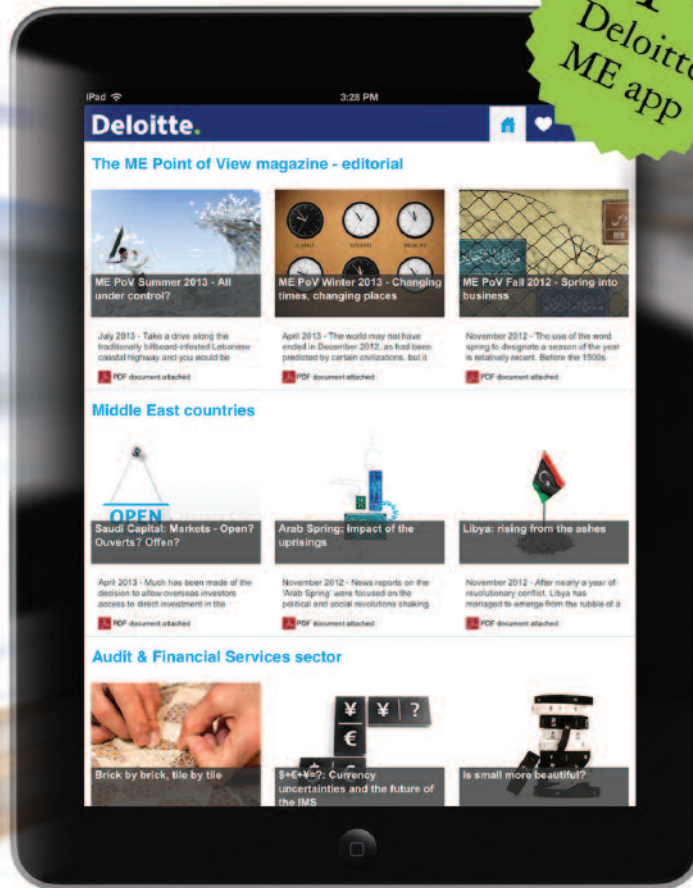 Deloitte
ME app
iPad
3:28 PM
Deloitte.
The ME Point of View magazine - editorial
ME PoV Summer 2013 - All
under control?
July 2013 - Take a drive along the
traditionally billboard-infested Lebanese
coastal highway and you would be
PDF document attached
ME PoV Winter 2013 - Changing
times, changing places
April 2013 - The world may not have
ended in December 2012, as had been
predicted by certain civilizations, but it
PDF document attached
ME PoV Fall 2012 - Spring into
business
November 2012 - The use of the word
spring to designate a season of the year
is relatively recent. Before the 1500s
PDF document attached
Middle East countries
OPEN
Saudi Capital: Markets - Open?
Ouverts? Offen?
April 2013 - Much has been made of the
decision to allow overseas investors
access to direct investment in the
PDF document attached
Arab Spring: impact of the
uprisings
November 2012 - News reports on the
'Arab Spring' were focused on the
political and social revolutions shaking
PDF document attached
Libya: rising from the ashes
November 2012 - After nearly a year of
revolutionary conflict, Libya has
managed to emerge from the rubble of a
PDF document attached
Audit & Financial Services sector
Brick by brick, tile by tile
¥ ¥ ?
€
$+€+¥=?: Currency
uncertainties and the future of
the IMS
Is small more beautiful?